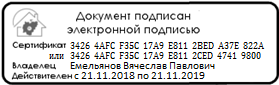 Документ подписан
электронной подписью
Сертификат 3426 4AFC F35C 17A9 E811 2BED A37E 822A
или 3426 4AFC F35C 17A9 E811 2CED 4741 9800
Владелец Емельянов Вячеслав Павлович
Действителен с 21.11.2018 по 21.11.2019